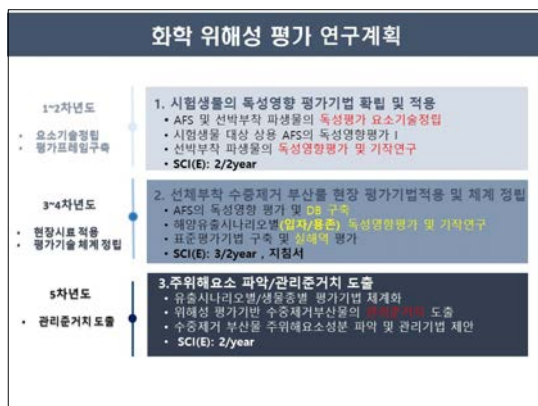 화학 위해성 평가 연구계획
1~2차년도
• 요소기술정립
• 평가프레임구축
1. 시험생물의 독성영향 평가기법 확립 및 적용
• AFS 및 선박부착 파생물의 독성평가 요소기술정립
• 시험생물 대상 상용 AFS의 독성영향평가 I
• 선박부착 파생물의 독성영향평가 및 기작연구
• SCI(E): 2/2year
3~4차년도
• 현장시료 적용
• 평가기술 체계 정립
2. 선체부착 수중제거 부산물 현장 평가기법적용 및 체계 정립
• AFS의 독성영향 평가 및 DB 구축
• 해양유출시나리오별(입자/용존) 독성영향평가 및 기작연구
• 표준평가기법 구축 및 실해역 평가
• SCI(E): 3/2year , 지침서
5차년도
• 관리준거치 도출
3.주위해요소 파악/관리준거치 도출
• 유출시나리오별/생물종별 평가기법 체계화
• 위해성 평가기반 수중제거부산물의 관리준거치 도출
• 수중제거 부산물 주위해요소성분 파악 및 관리기법 제안
• SCI(E): 2/year